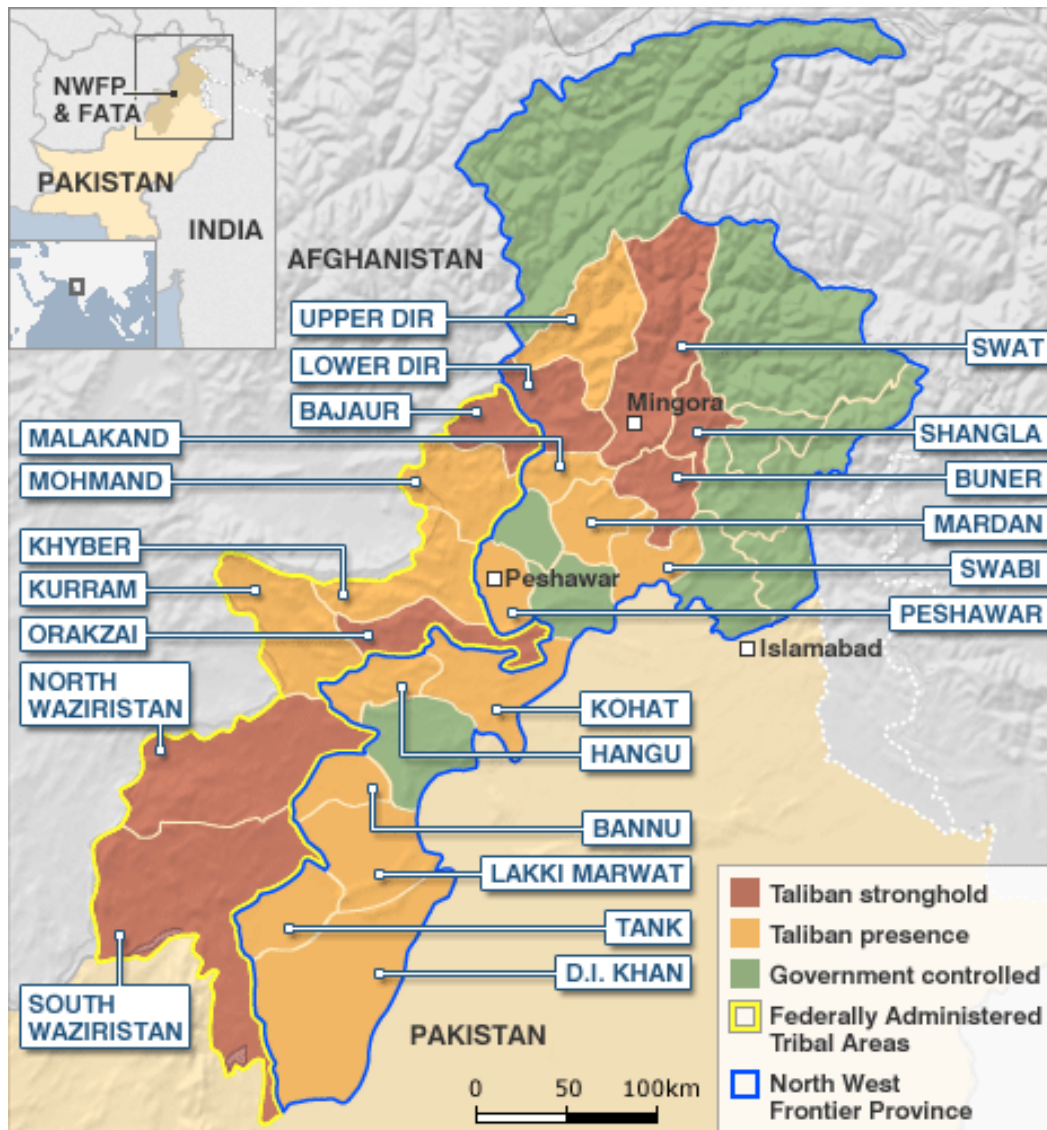 NWFP
& FATA
PAKISTAN
INDIA
AFGHANISTAN
UPPER DIR
LOWER DIR
BAJAUR
MALAKAND
MOHMAND
KHYBER
KURRAM
ORAKZAI
NORTH
WAZIRISTAN
SOUTH
WAZIRISTAN
SWAT
Mingora
SHANGLA
BUNER
MARDAN
SWABI
Peshawar
PESHAWAR
Islamabad
KOHAT
HANGU
BANNU
LAKKI MARWAT
TANK
D.I. KHAN
PAKISTAN
0 50 100km
Taliban stronghold
Taliban presence
Government controlled
Federally Administered
Tribal Areas
North West
Frontier Province